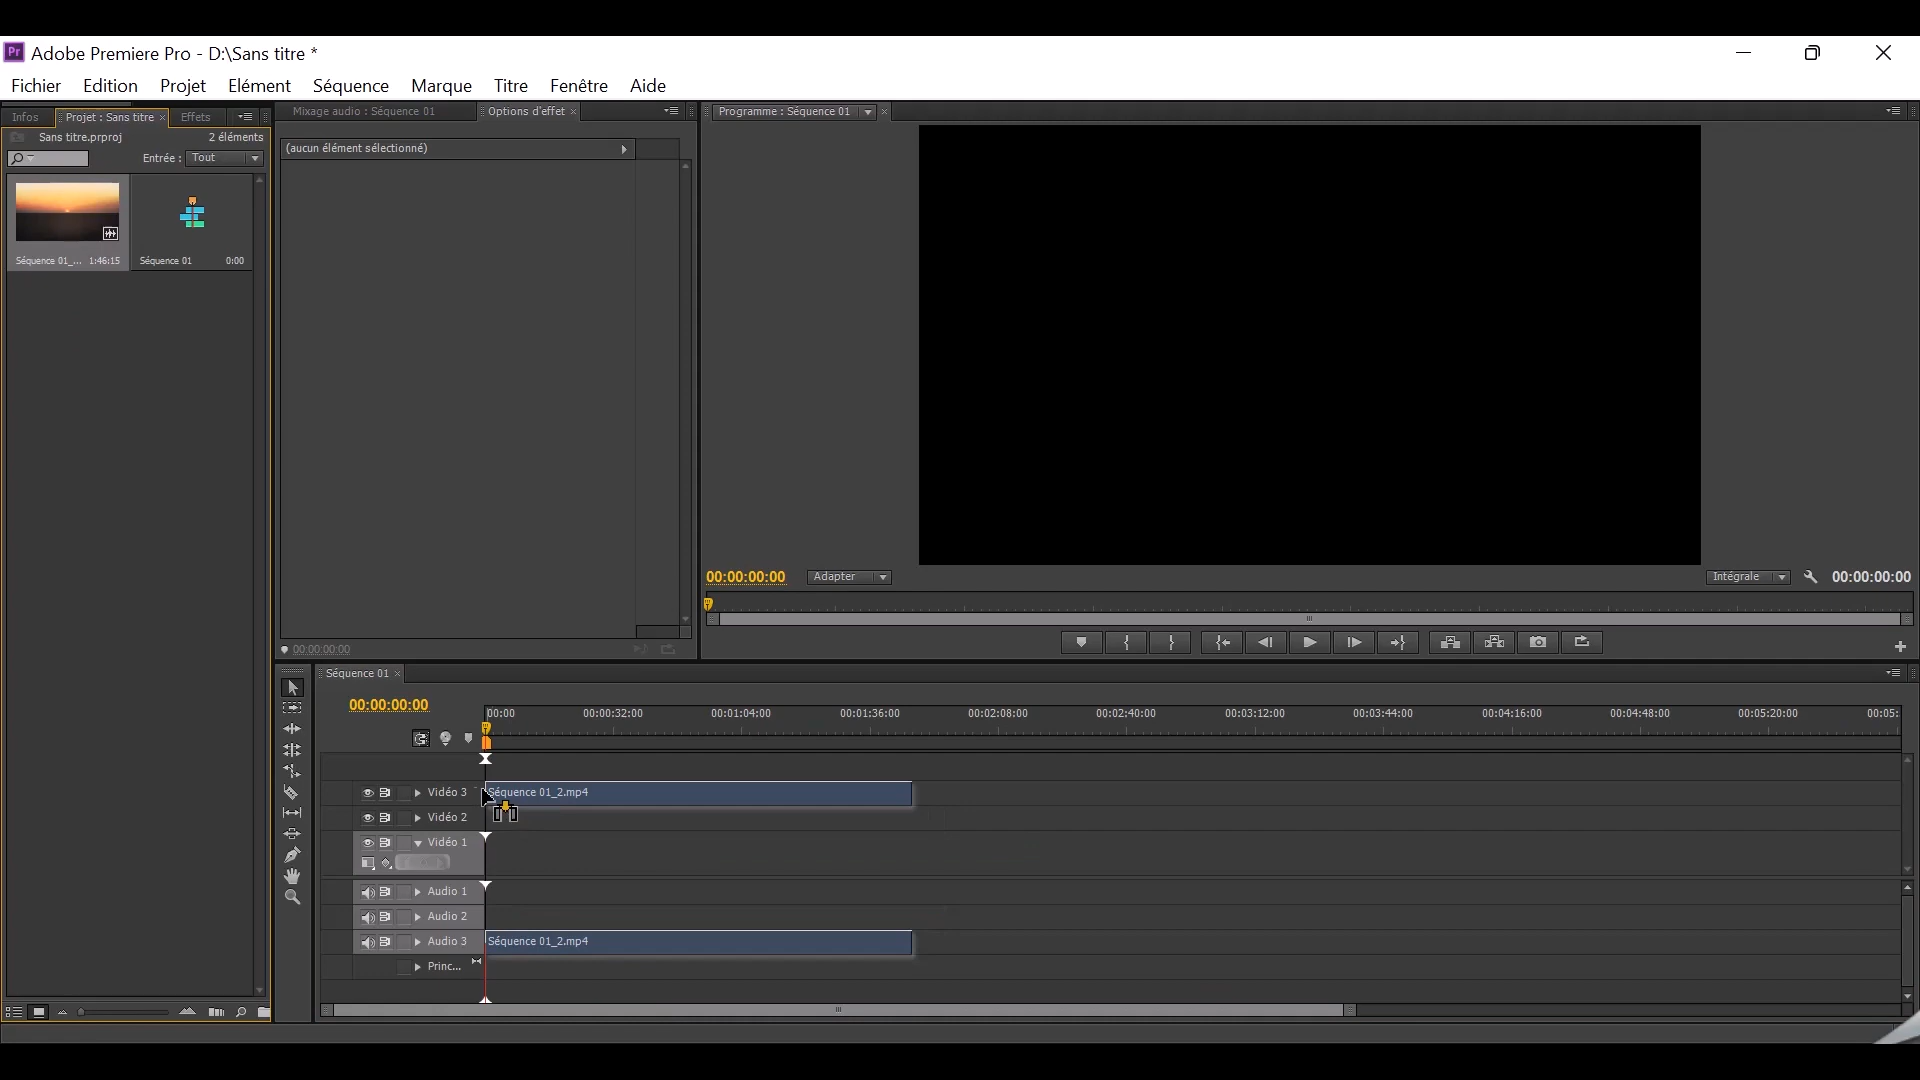 Pr Adobe Premiere Pro - D:\Sans titre *
Fichier Edition Projet Elément Séquence Marque Titre Fenêtre Aide
Infos Projet : Sans titre Effets
Sans titre.prproj 2 éléments
Entrée : Tout
Séquence 01_... 1:46:15
Séquence 01 0:00
Mixage audio : Séquence 01 Options d'effet
(aucun élément sélectionné)
00:00:00:00
Programme : Séquence 01
00:00:00:00 Adapter Intégrale 00:00:00:00
Séquence 01
00:00:00:00
00:00 00:00:32:00 00:01:04:00 00:01:36:00 00:02:08:00 00:02:40:00 00:03:12:00 00:03:44:00 00:04:16:00 00:04:48:00 00:05:20:00 00:05:
Vidéo 3 Séquence 01_2.mp4
Vidéo 2
Vidéo 1
Audio 1
Audio 2
Audio 3 Séquence 01_2.mp4
Princ...